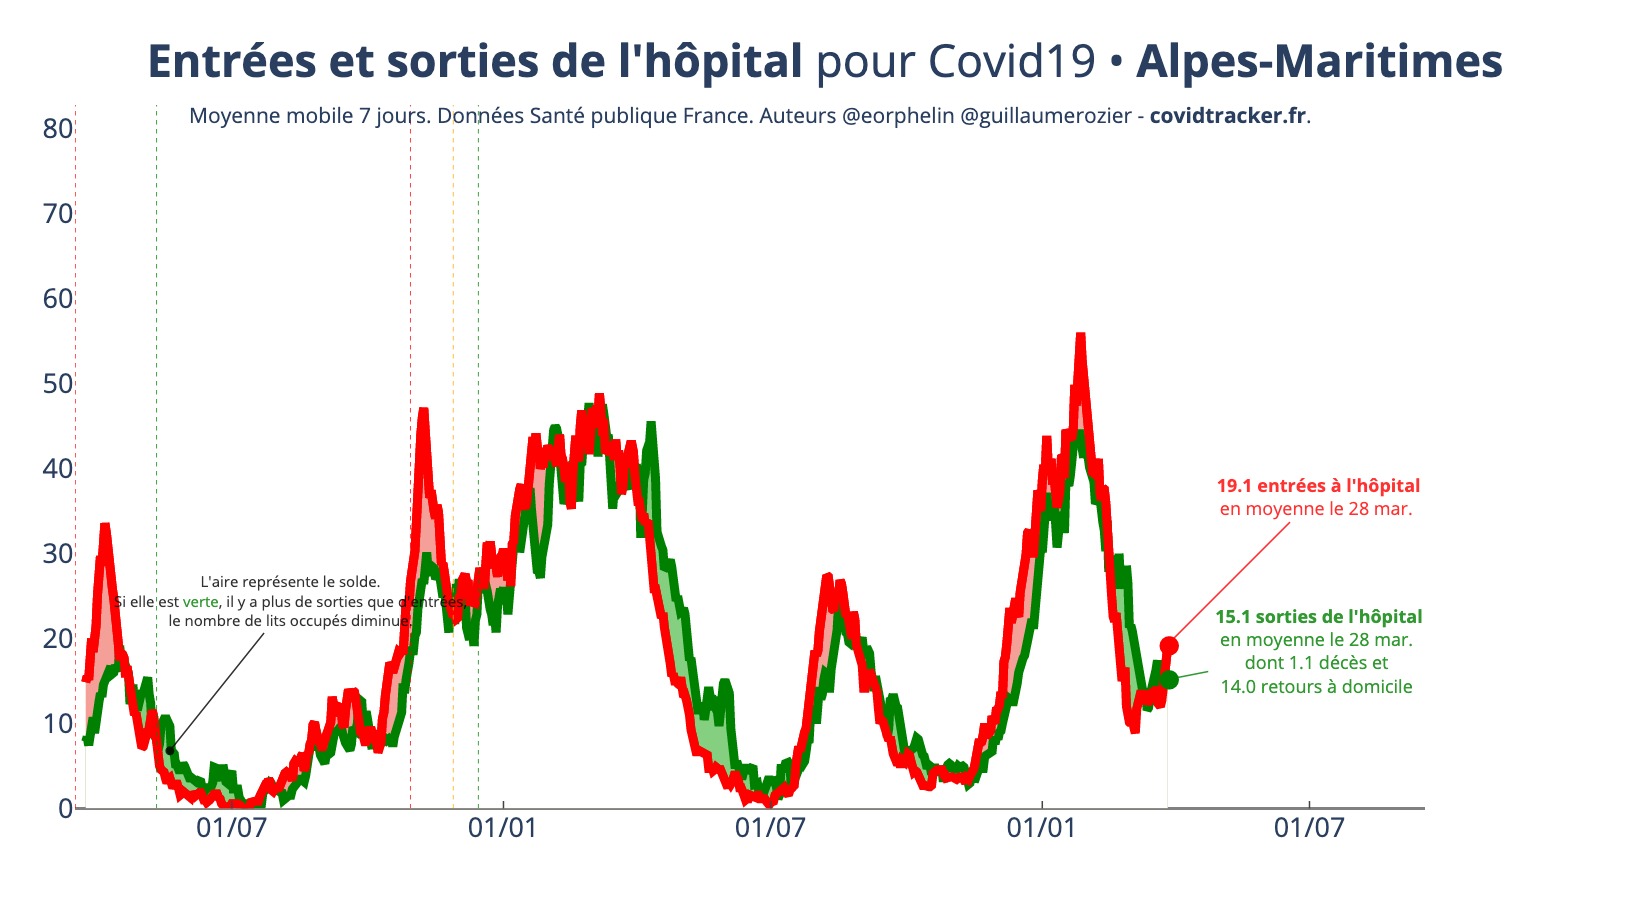 Entrées et sorties de l'hôpital pour Covid19 • Alpes-Maritimes
Moyenne mobile 7 jours. Données Santé publique France. Auteurs @eorphelin @guillaumerozier - covidtracker.fr.
80
70
60
50
40
30
20
10
0
L'aire représente le solde.
Si elle est verte, il y a plus de sorties que d'entrées,
le nombre de lits occupés diminue.
19.1 entrées à l'hôpital
en moyenne le 28 mar.
15.1 sorties de l'hôpital
en moyenne le 28 mar.
dont 1.1 décès et
14.0 retours à domicile
01/07
01/01
01/07
01/01
01/07